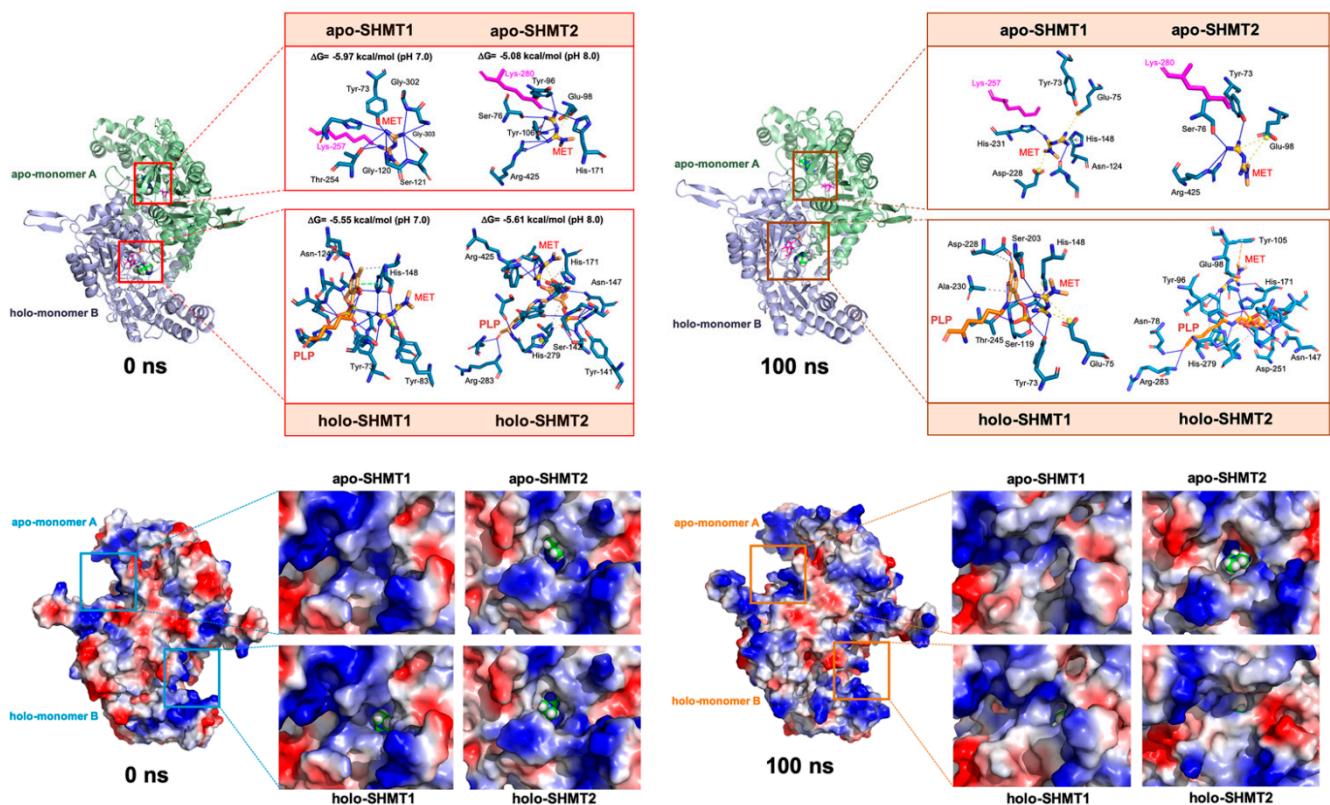 apo-SHMT1
apo-SHMT2
ΔG= -5.97 kcal/mol (pH 7.0)
ΔG= -5.08 kcal/mol (pH 8.0)
Lys-280
Tyr-96
Gly-302
Tyr-73
Glu-98
MET
Ser-76
Gly-303
Tyr-106
MET
Lys-257
Gly-120
Thr-254
Ser-121
Arg-425
His-171
apo-monomer A
ΔG= -5.55 kcal/mol (pH 7.0)
ΔG= -5.61 kcal/mol (pH 8.0)
Asn-124
Arg-425
MET
His-171
His-148
Asn-147
MET
PLP
PLP
Ser-142
His-279
Tyr-73
Tyr-83
Arg-283
Tyr-141
holo-monomer B
0 ns
holo-SHMT1
holo-SHMT2
apo-SHMT1
apo-SHMT2
Lys-280
Tyr-73
Tyr-73
Lys-257
Glu-75
Ser-76
His-231
His-148
MET
Glu-98
Asn-124
MET
Asp-228
Arg-425
apo-monomer A
Ser-203
Asp-228
His-148
MET
Tyr-105
Glu-98
MET
Ala-230
Tyr-96
His-171
PLP
Asn-78
PLP
Thr-245
Ser-119
Glu-75
Asn-147
His-279
Asp-251
Tyr-73
Arg-283
holo-monomer B
100 ns
holo-SHMT1
holo-SHMT2
apo-SHMT1
apo-SHMT2
apo-monomer A
holo-monomer B
0 ns
holo-SHMT1
holo-SHMT2
apo-SHMT1
apo-SHMT2
apo-monomer A
holo-monomer B
100 ns
holo-SHMT1
holo-SHMT2